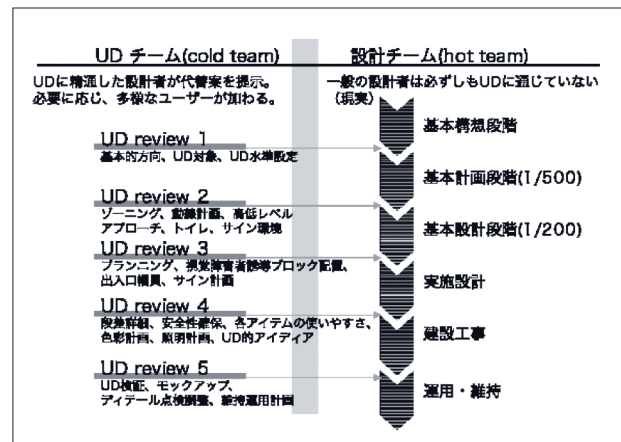 UD チーム(cold team)
UDに精通した設計者が代替案を提示。
必要に応じ、多様なユーザーが加わる。
設計チーム(hot team)
一般の設計者は必ずしもUDに通じていない
(現実)
UD review 1
基本的方向、UD対象、UD水準設定
UD review 2
ゾーニング、動線計画、高低レベル
アプローチ、トイレ、サイン環境
UD review 3
プランニング、視覚障害者誘導ブロック配置、
出入口幅員、サイン計画
UD review 4
段差詳細、安全性確保、各アイテムの使いやすさ、
色彩計画、照明計画、UD的アイディア
UD review 5
UD検証、モックアップ、
ディテール点検調整、維持運用計画
基本構想段階
基本計画段階(1/500)
基本設計段階(1/200)
実施設計
建設工事
運用・維持